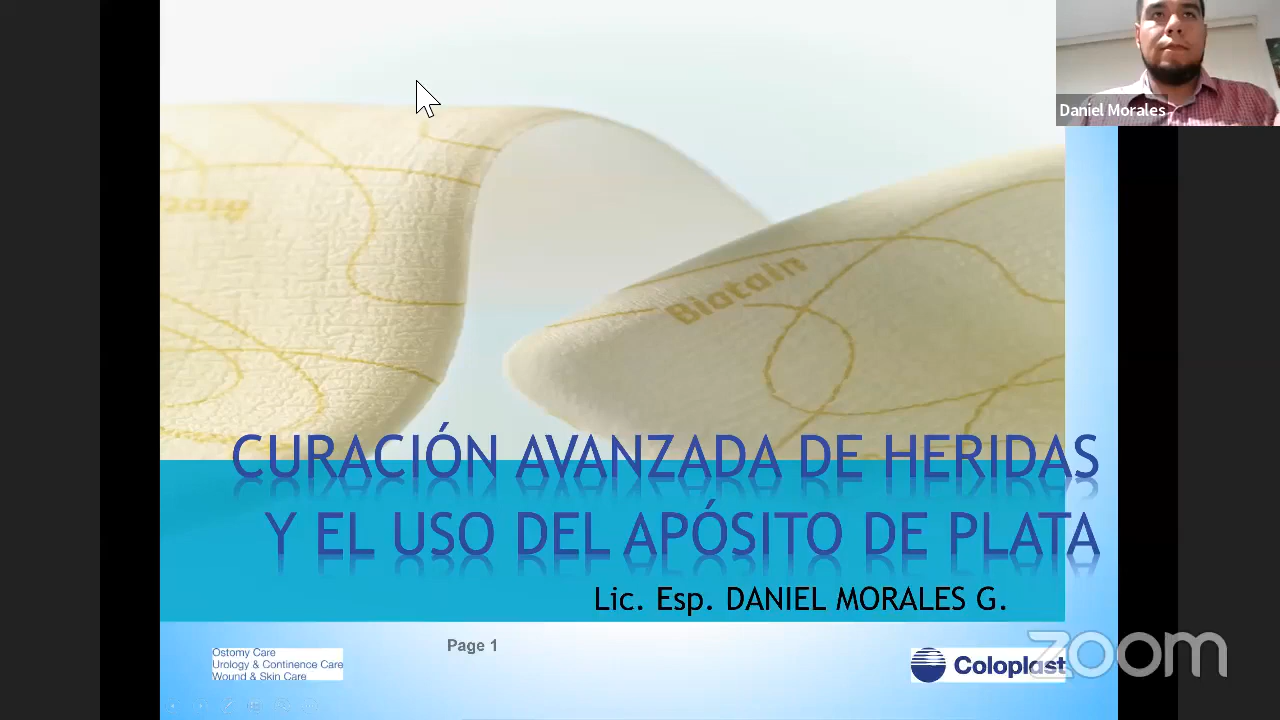 Daniel Morales
Biatain
Biatain
CURACIÓN AVANZADA DE HERIDAS
Y EL USO DEL APÓSITO DE PLATA
Lic. Esp. DANIEL MORALES G.
Ostomy Care
Urology & Continence Care
Wound & Skin Care
Page 1
Coloplast
zoom